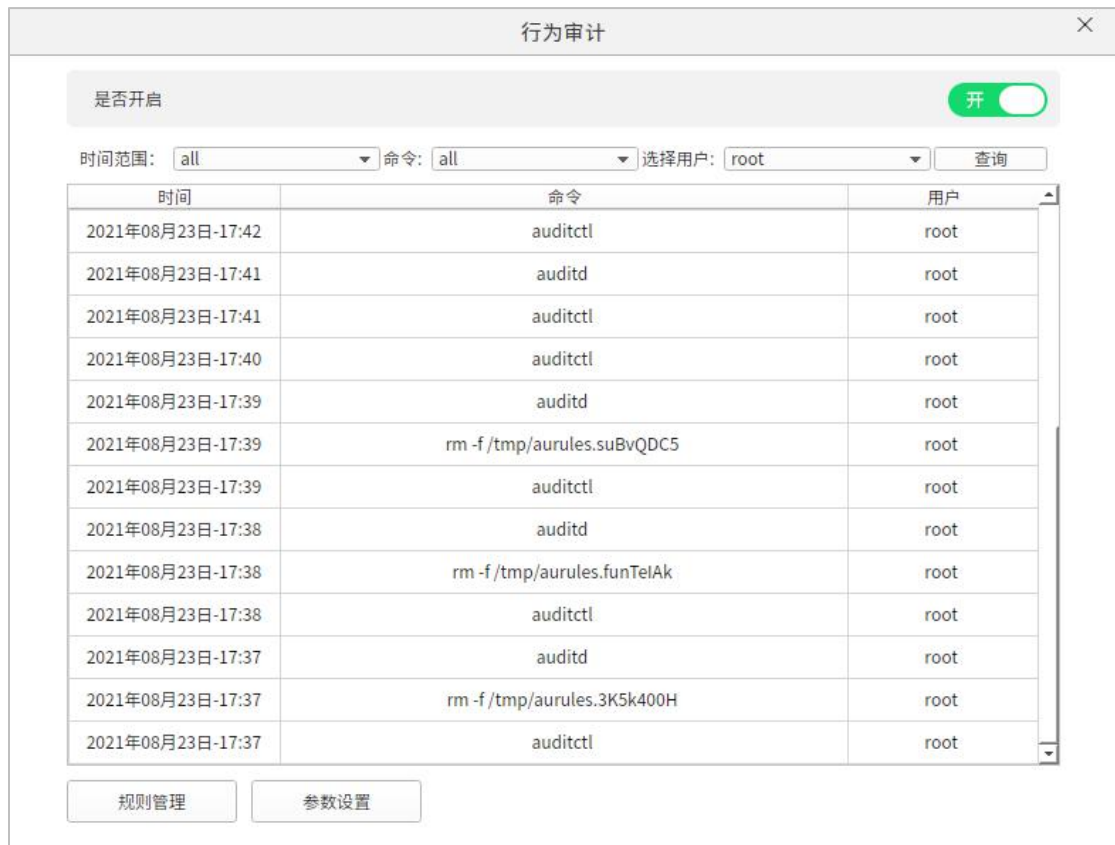 行为审计
是否开启 开
时间范围: all 命令: all 选择用户: root 查询
时间 命令 用户
2021年08月23日-17:42 auditctl root
2021年08月23日-17:41 auditd root
2021年08月23日-17:41 auditctl root
2021年08月23日-17:40 auditctl root
2021年08月23日-17:39 auditd root
2021年08月23日-17:39 rm -f /tmp/aurules.suBvQDC5 root
2021年08月23日-17:39 auditctl root
2021年08月23日-17:38 auditd root
2021年08月23日-17:38 rm -f /tmp/aurules.funTeIAk root
2021年08月23日-17:38 auditctl root
2021年08月23日-17:37 auditd root
2021年08月23日-17:37 rm -f /tmp/aurules.3K5k400H root
2021年08月23日-17:37 auditctl root
规则管理 参数设置